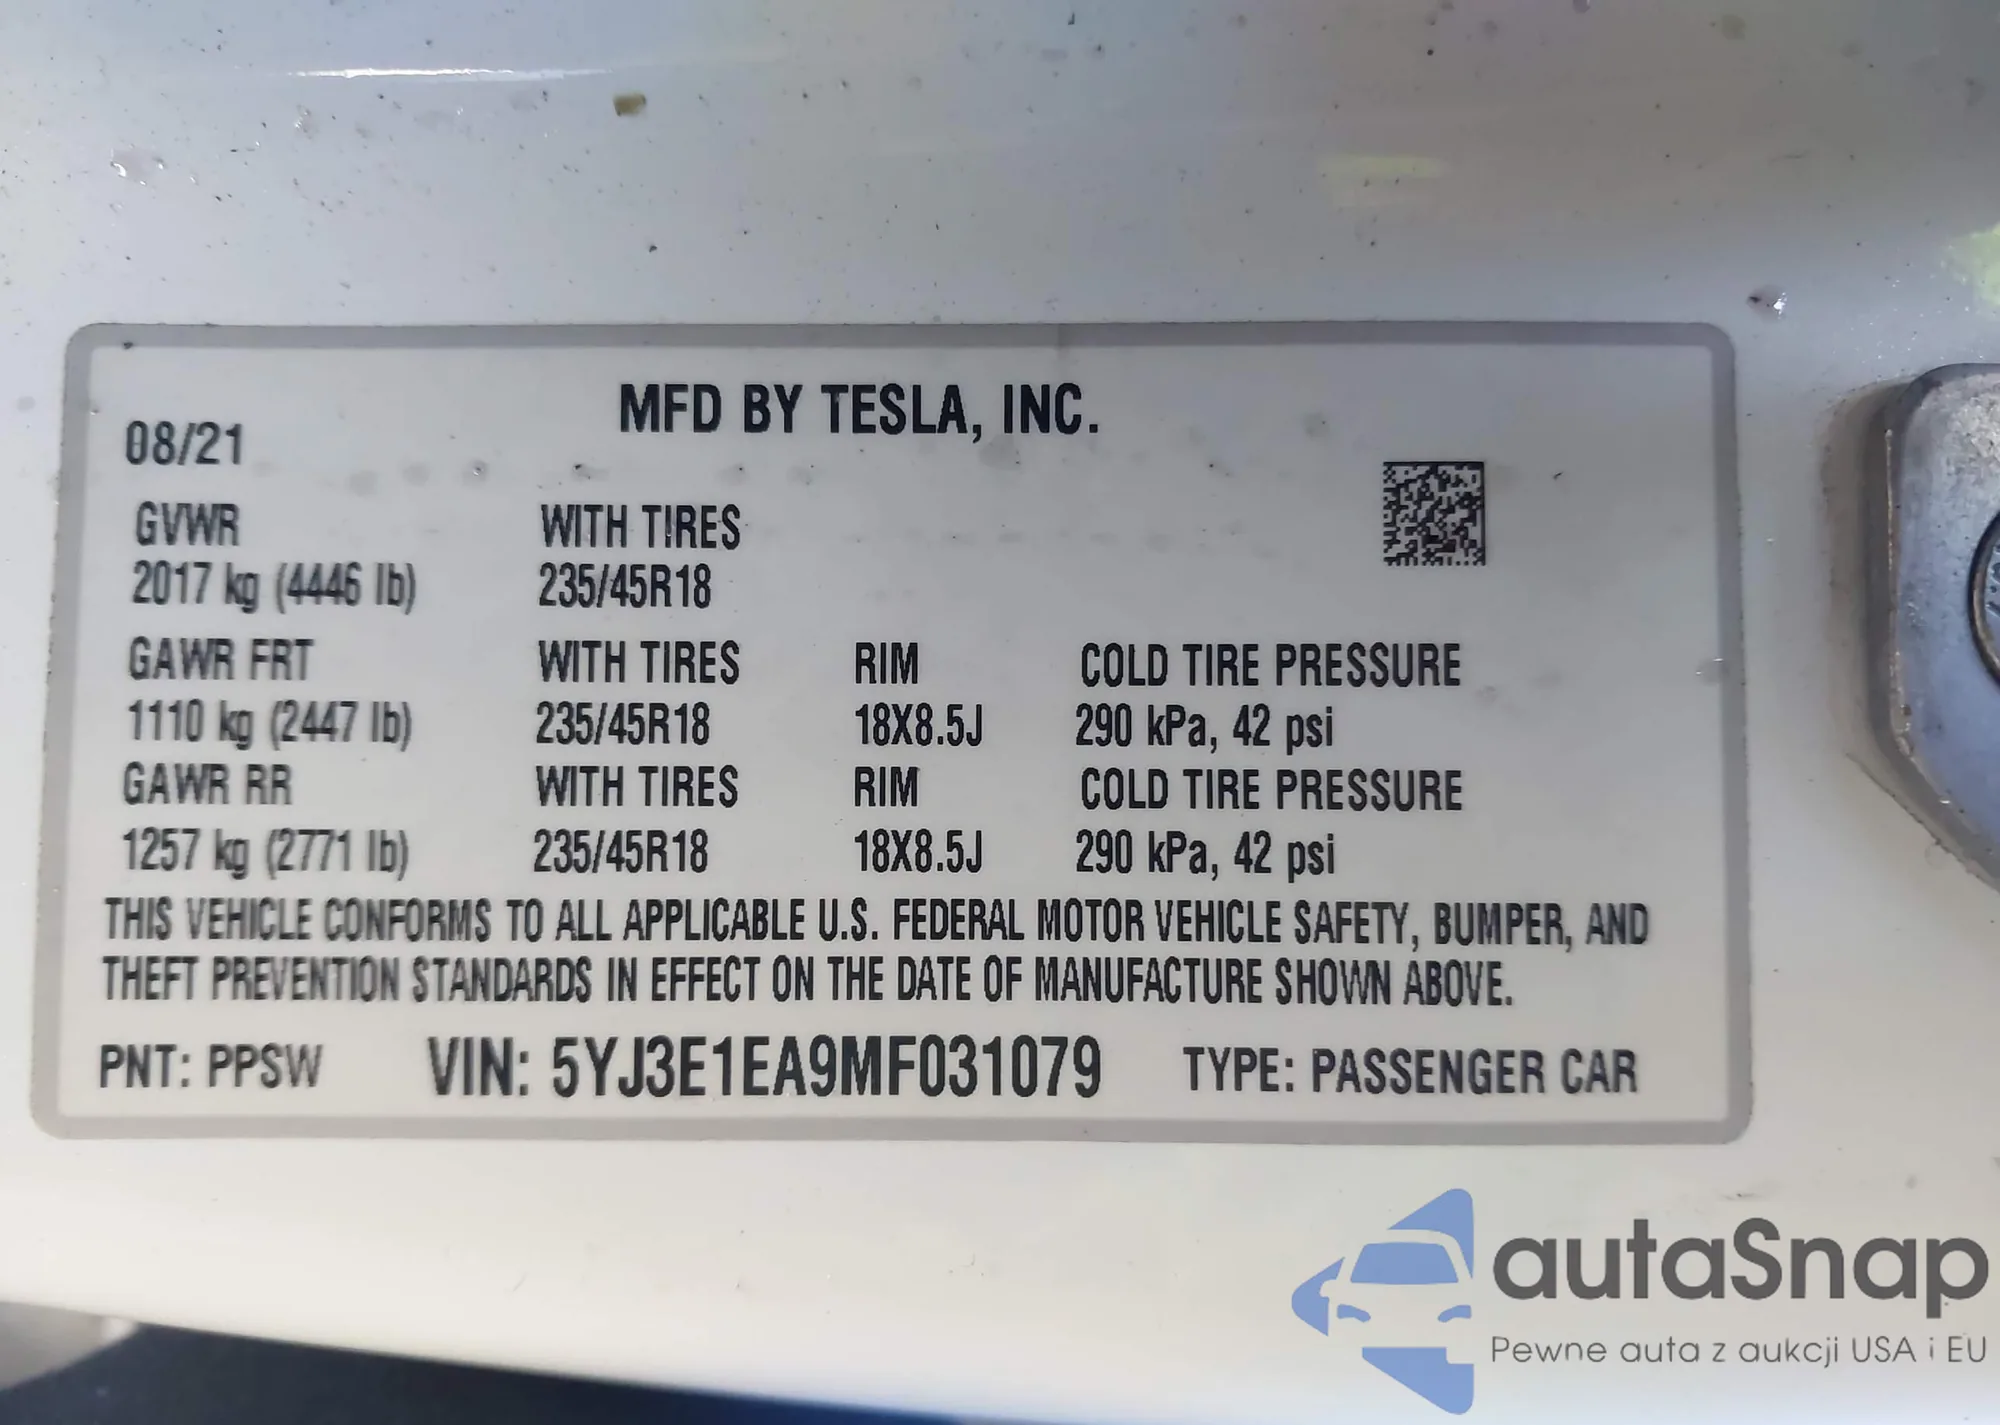 MFD BY TESLA, INC.
08/21
GVWR WITH TIRES
2017 kg (4446 lb) 235/45R18
GAWR FRT WITH TIRES RIM COLD TIRE PRESSURE
1110 kg (2447 lb) 235/45R18 18X8.5J 290 kPa, 42 psi
GAWR RR WITH TIRES RIM COLD TIRE PRESSURE
1257 kg (2771 lb) 235/45R18 18X8.5J 290 kPa, 42 psi
THIS VEHICLE CONFORMS TO ALL APPLICABLE U.S. FEDERAL MOTOR VEHICLE SAFETY, BUMPER, AND
THEFT PREVENTION STANDARDS IN EFFECT ON THE DATE OF MANUFACTURE SHOWN ABOVE.
PNT: PPSW VIN: 5YJ3E1EA9MF031079 TYPE: PASSENGER CAR
autaSnap
Pewne auta z aukcji USA i EU